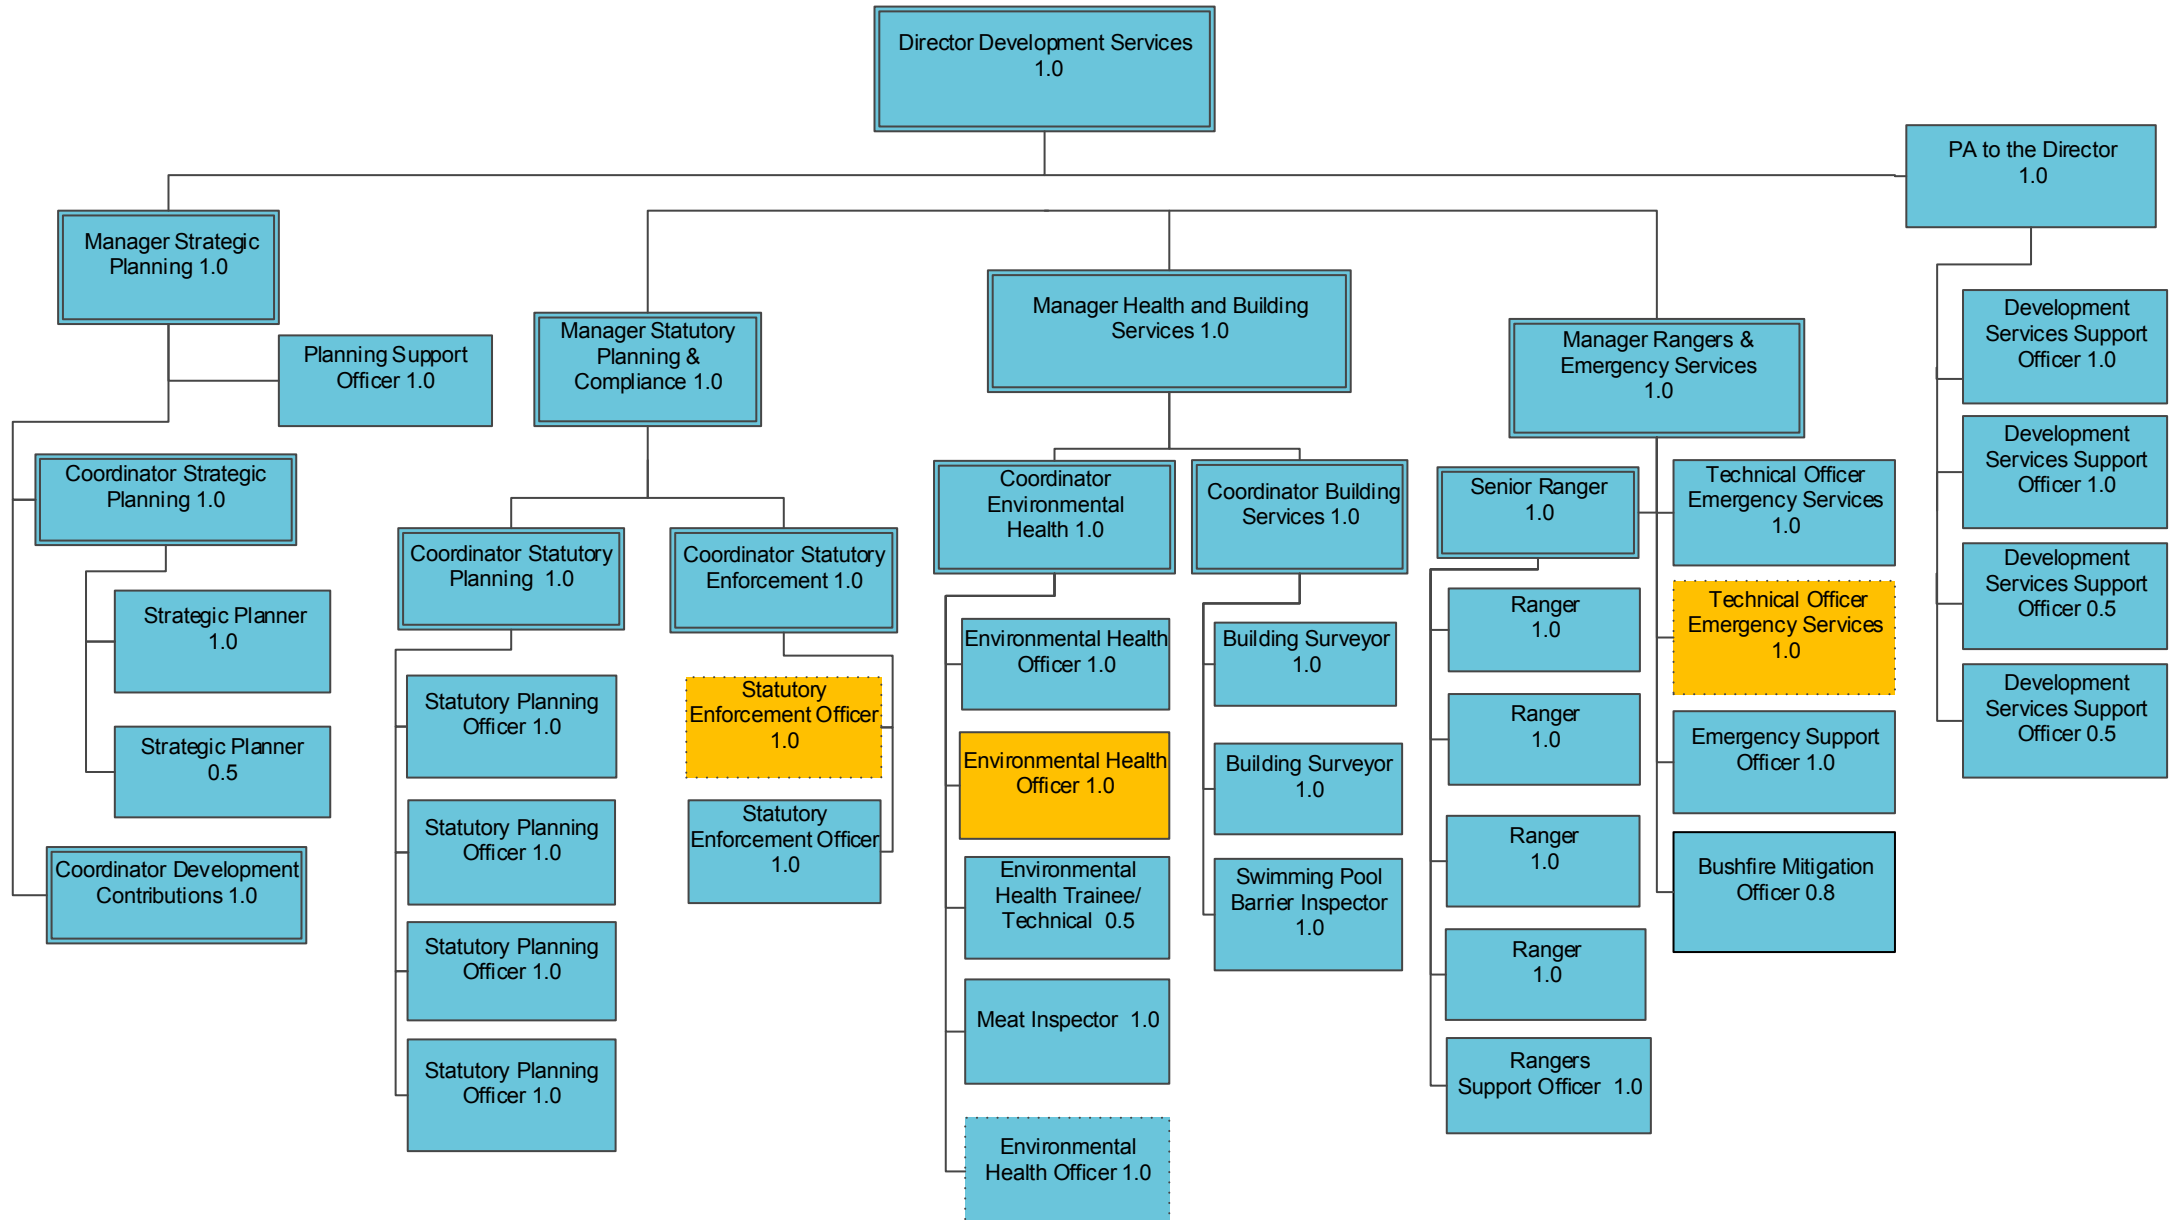 Director Development Services
1.0
PA to the Director
1.0
Manager Strategic
Planning 1.0
Planning Support
Officer 1.0
Coordinator Strategic
Planning 1.0
Strategic Planner
1.0
Strategic Planner
0.5
Coordinator Development
Contributions 1.0
Manager Statutory
Planning &
Compliance 1.0
Coordinator Statutory
Planning  1.0
Statutory Planning
Officer 1.0
Statutory Planning
Officer 1.0
Statutory Planning
Officer 1.0
Statutory Planning
Officer 1.0
Coordinator Statutory
Enforcement 1.0
Statutory
Enforcement Officer
1.0
Statutory
Enforcement Officer
1.0
Manager Health and Building
Services 1.0
Coordinator
Environmental
Health 1.0
Environmental Health
Officer 1.0
Environmental Health
Officer 1.0
Environmental
Health Trainee/
Technical  0.5
Meat Inspector  1.0
Environmental
Health Officer 1.0
Coordinator Building
Services 1.0
Building Surveyor
1.0
Building Surveyor
1.0
Swimming Pool
Barrier Inspector
1.0
Manager Rangers &
Emergency Services
1.0
Senior Ranger
1.0
Ranger
1.0
Ranger
1.0
Ranger
1.0
Ranger
1.0
Rangers
Support Officer  1.0
Technical Officer
Emergency Services
1.0
Technical Officer
Emergency Services
1.0
Emergency Support
Officer 1.0
Bushfire Mitigation
Officer 0.8
Development
Services Support
Officer 1.0
Development
Services Support
Officer 1.0
Development
Services Support
Officer 0.5
Development
Services Support
Officer 0.5